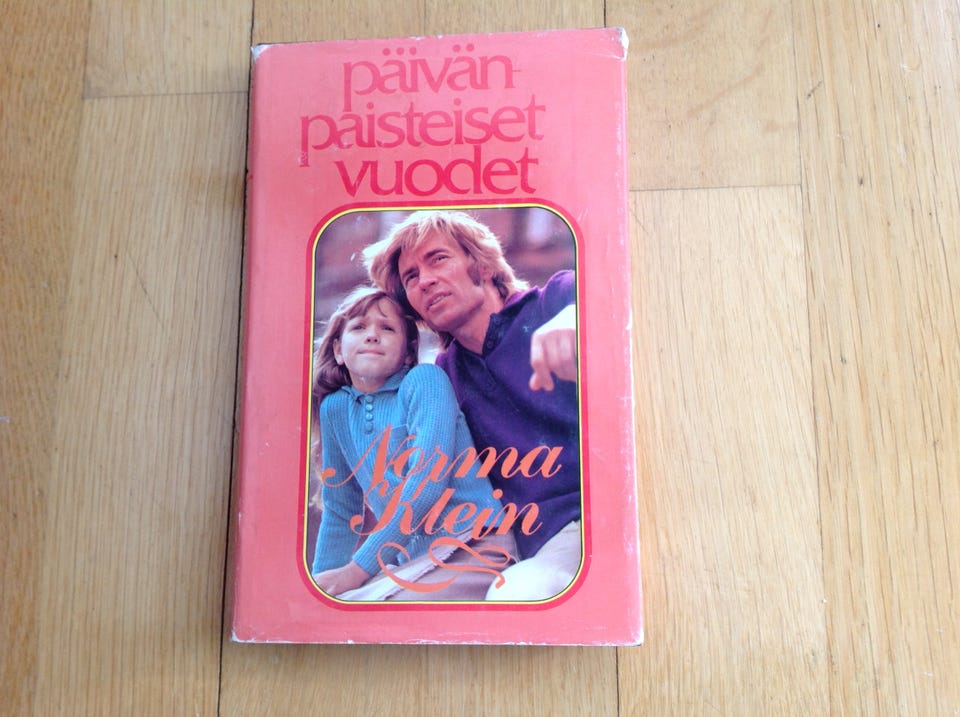 päivän-
paisteiset
vuodet
Norma
Klein